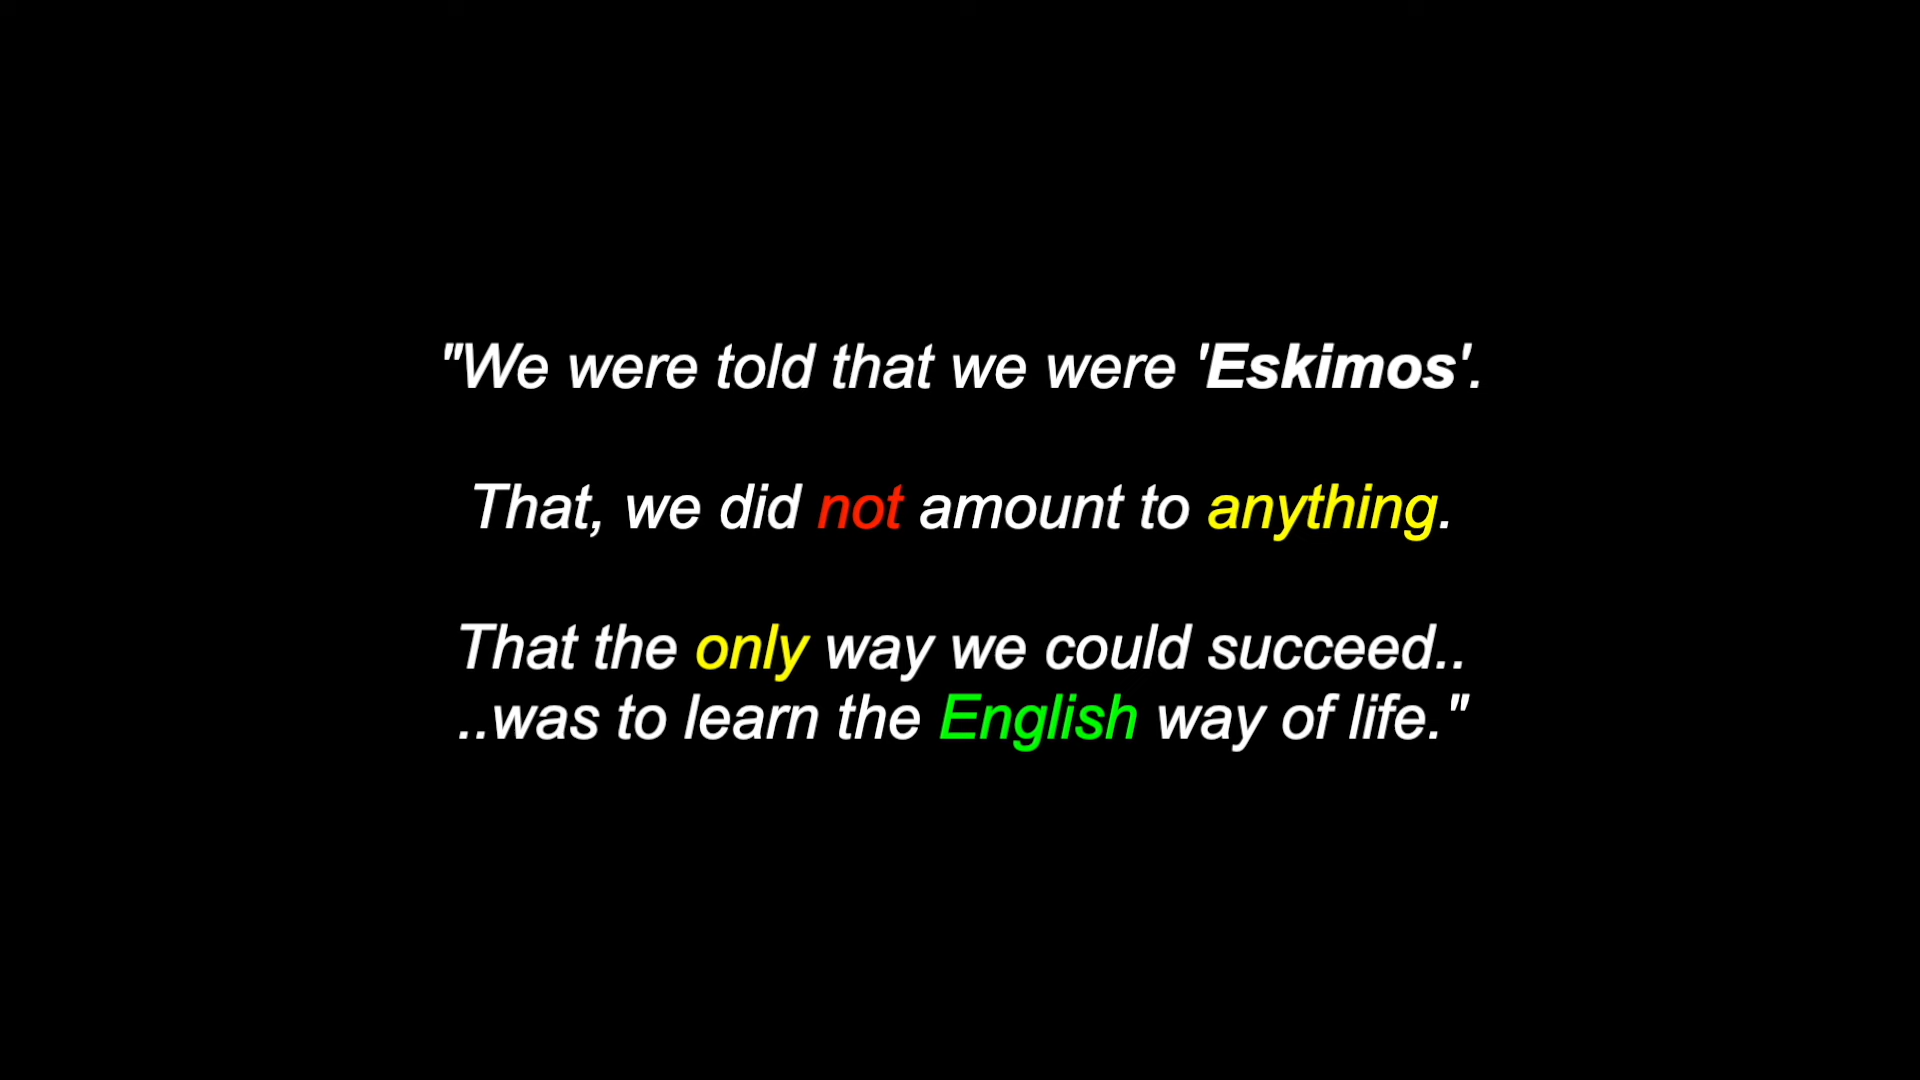 "We were told that we were 'Eskimos'.
That, we did not amount to anything.
That the only way we could succeed..
..was to learn the English way of life."